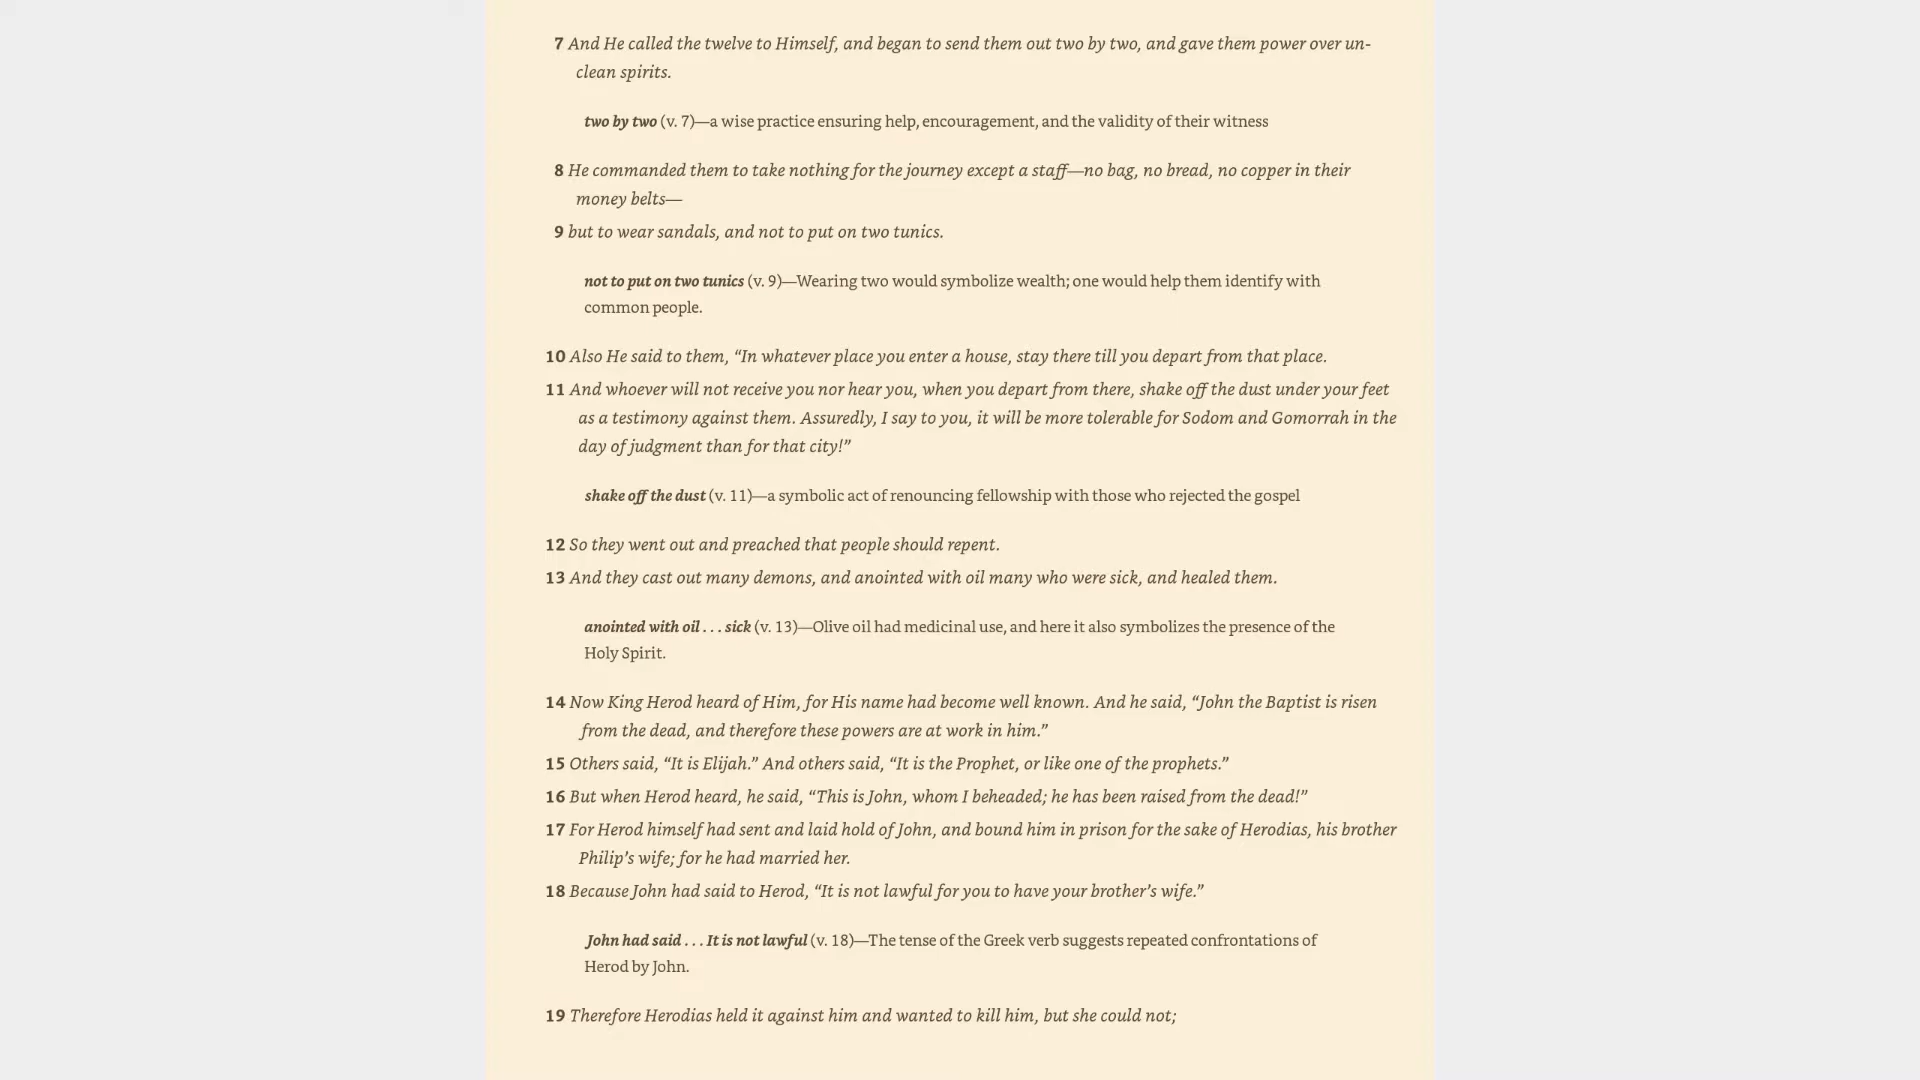 7 And He called the twelve to Himself, and began to send them out two by two, and gave them power over un-
clean spirits.
two by two (v. 7)—a wise practice ensuring help, encouragement, and the validity of their witness
8 He commanded them to take nothing for the journey except a staff—no bag, no bread, no copper in their
money belts—
9 but to wear sandals, and not to put on two tunics.
not to put on two tunics (v. 9)—Wearing two would symbolize wealth; one would help them identify with
common people.
10 Also He said to them, “In whatever place you enter a house, stay there till you depart from that place.
11 And whoever will not receive you nor hear you, when you depart from there, shake off the dust under your feet
as a testimony against them. Assuredly, I say to you, it will be more tolerable for Sodom and Gomorrah in the
day of judgment than for that city!”
shake off the dust (v. 11)—a symbolic act of renouncing fellowship with those who rejected the gospel
12 So they went out and preached that people should repent.
13 And they cast out many demons, and anointed with oil many who were sick, and healed them.
anointed with oil . . . sick (v. 13)—Olive oil had medicinal use, and here it also symbolizes the presence of the
Holy Spirit.
14 Now King Herod heard of Him, for His name had become well known. And he said, “John the Baptist is risen
from the dead, and therefore these powers are at work in him.”
15 Others said, “It is Elijah.” And others said, “It is the Prophet, or like one of the prophets.”
16 But when Herod heard, he said, “This is John, whom I beheaded; he has been raised from the dead!”
17 For Herod himself had sent and laid hold of John, and bound him in prison for the sake of Herodias, his brother
Philip’s wife; for he had married her.
18 Because John had said to Herod, “It is not lawful for you to have your brother’s wife.”
John had said . . . It is not lawful (v. 18)—The tense of the Greek verb suggests repeated confrontations of
Herod by John.
19 Therefore Herodias held it against him and wanted to kill him, but she could not;